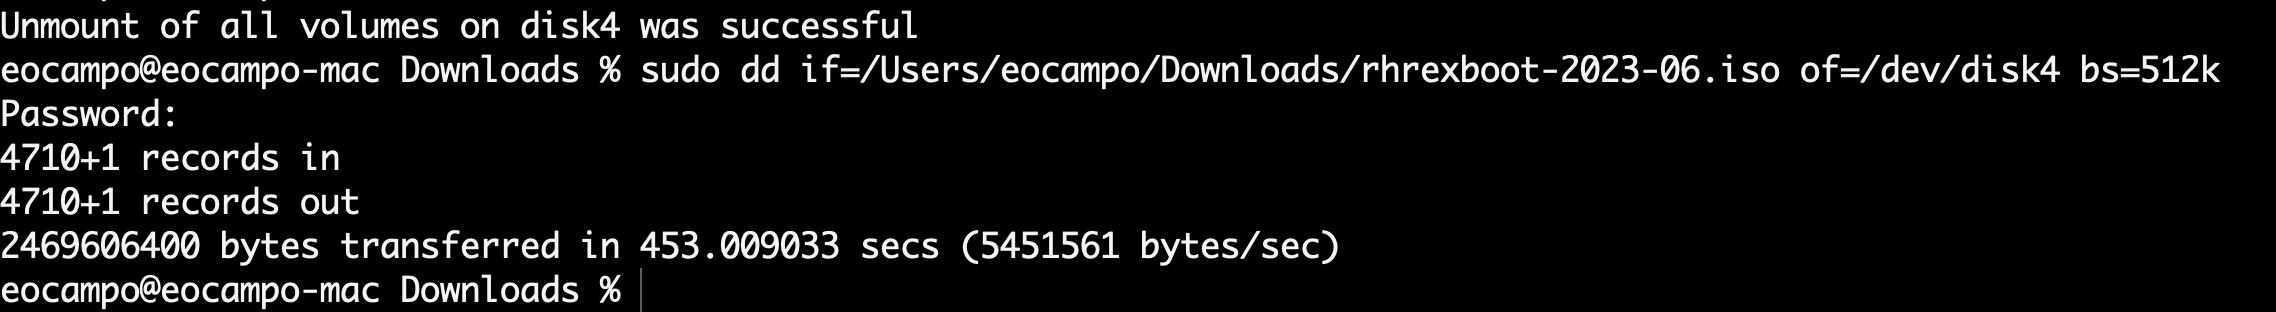 Unmount of all volumes on disk4 was successful
eocampo@eocampo-mac Downloads % sudo dd if=/Users/eocampo/Downloads/rhrexboot-2023-06.iso of=/dev/disk4 bs=512k
Password:
4710+1 records in
4710+1 records out
2469606400 bytes transferred in 453.009033 secs (5451561 bytes/sec)
eocampo@eocampo-mac Downloads %